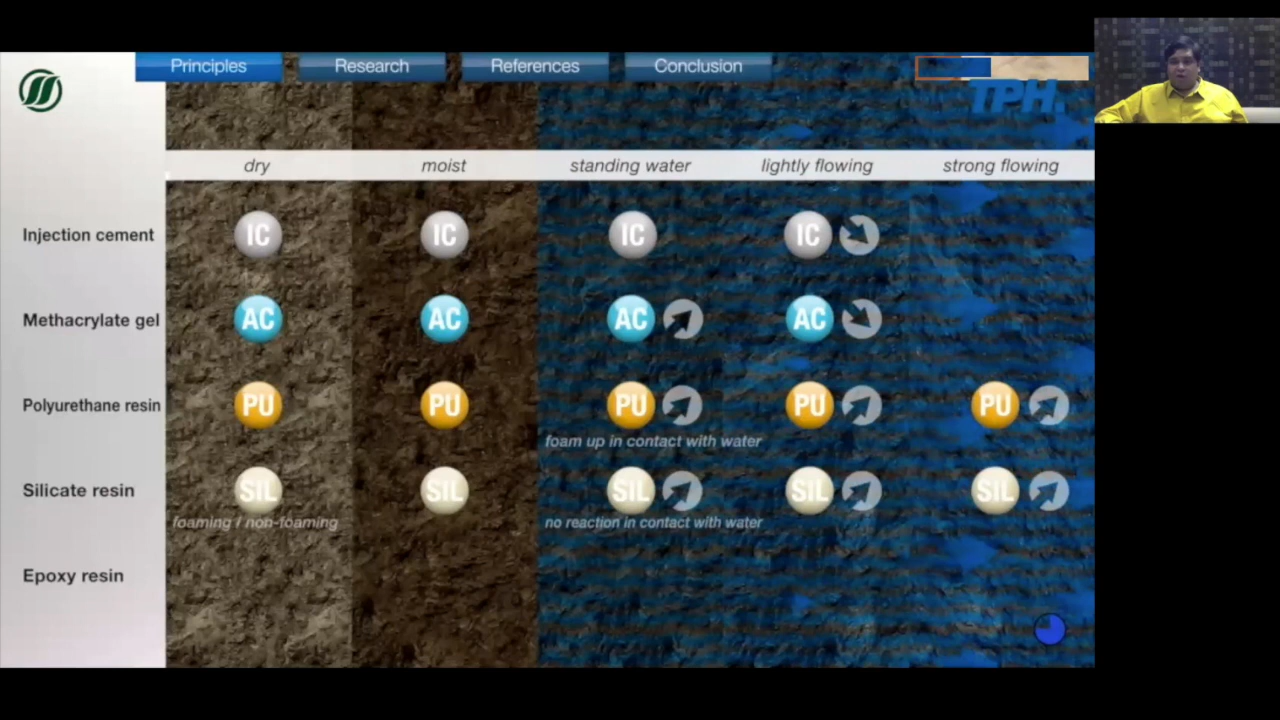 Principles Research References Conclusion
TPH.
dry moist standing water lightly flowing strong flowing
Injection cement IC IC IC IC
Methacrylate gel AC AC AC AC
Polyurethane resin PU PU PU PU PU
foam up in contact with water
Silicate resin SIL SIL SIL SIL SIL
foaming / non-foaming no reaction in contact with water
Epoxy resin